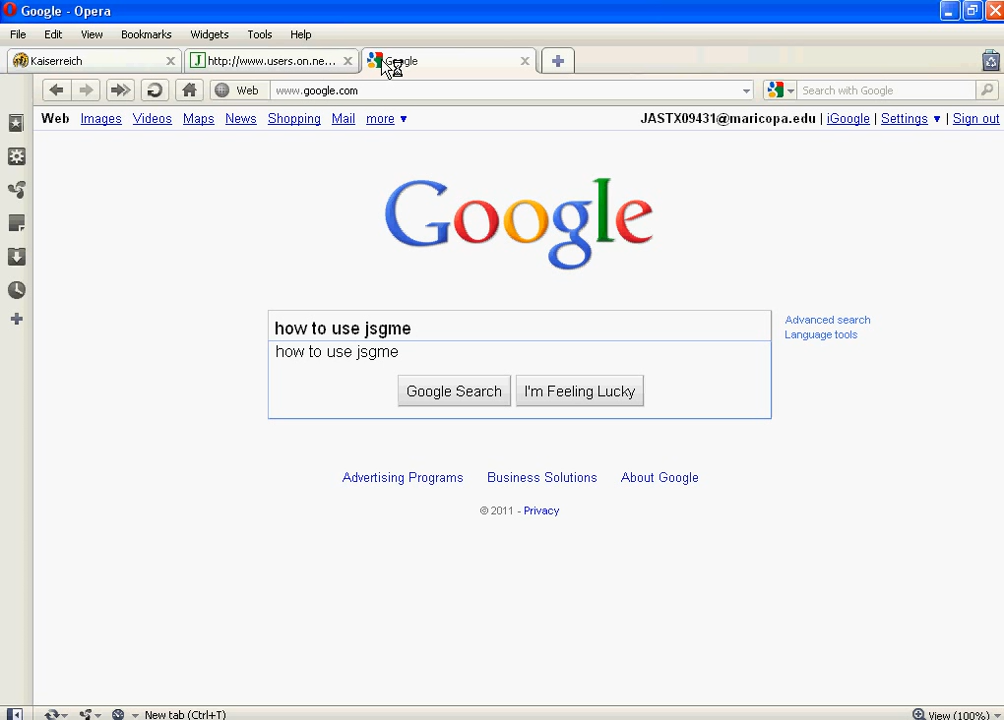 Google - Opera
File Edit View Bookmarks Widgets Tools Help
Kaiserreich http://www.users.on.ne... Google
Web www.google.com Search with Google
Web Images Videos Maps News Shopping Mail more ▼ JASTX09431@maricopa.edu | iGoogle | Settings ▼ | Sign out
Google
how to use jsgme
how to use jsgme
Advanced search
Language tools
Google Search I'm Feeling Lucky
Advertising Programs Business Solutions About Google
© 2011 - Privacy
New tab (Ctrl+T) View (100%)